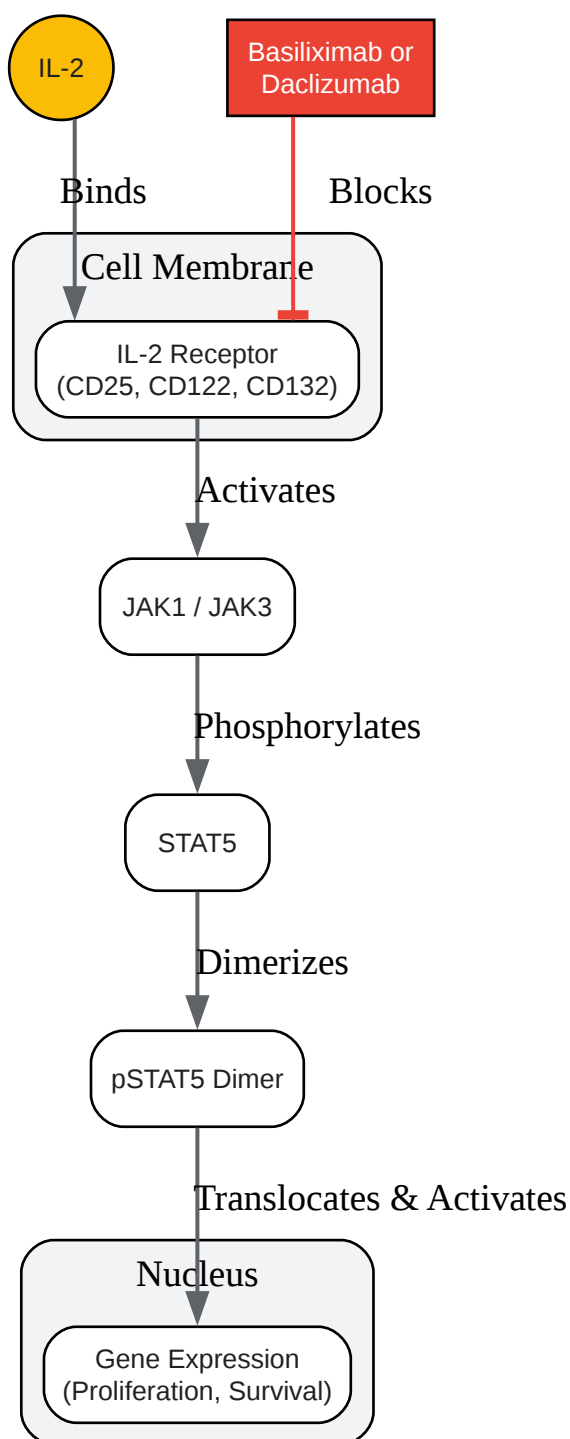 IL-2
Basiliximab or
Daclizumab
Binds
Blocks
Cell Membrane
IL-2 Receptor
(CD25, CD122, CD132)
Activates
JAK1 / JAK3
Phosphorylates
STAT5
Dimerizes
pSTAT5 Dimer
Translocates & Activates
Nucleus
Gene Expression
(Proliferation, Survival)